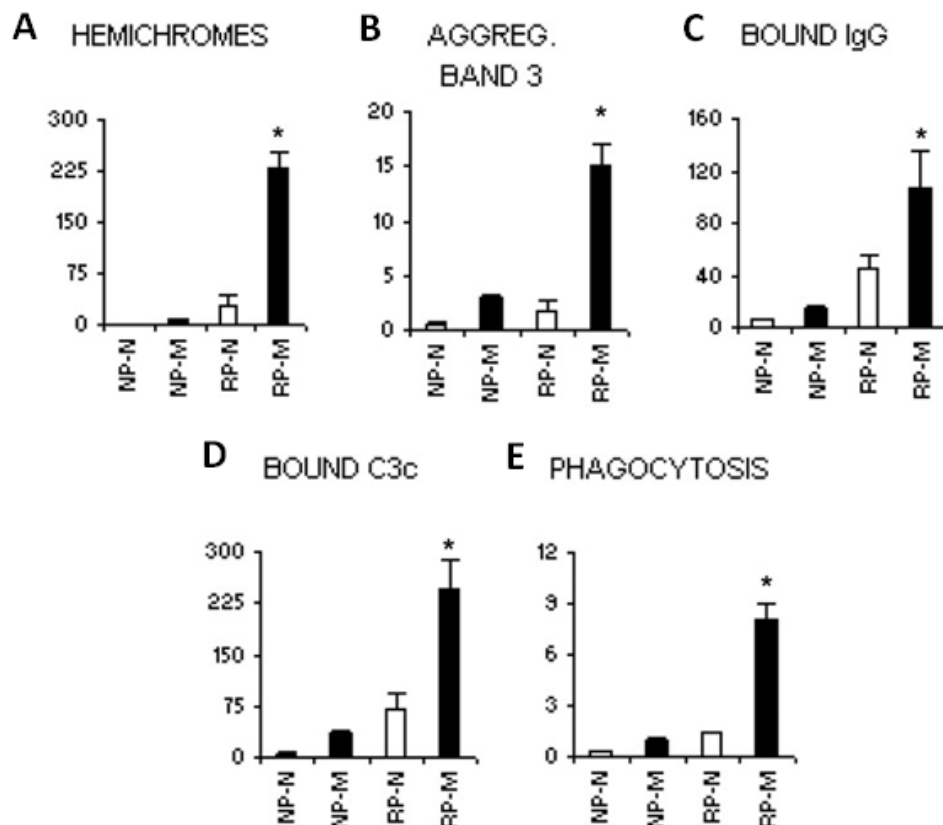 A HEMICHROMES
300
225
150
75
0
*
NP-N
NP-M
RP-N
RP-M
B AGGREG.
BAND 3
20
15
10
5
0
*
NP-N
NP-M
RP-N
RP-M
C BOUND IgG
160
120
80
40
0
*
NP-N
NP-M
RP-N
RP-M
D BOUND C3c
300
225
150
75
0
*
NP-N
NP-M
RP-N
RP-M
E PHAGOCYTOSIS
12
9
6
3
0
*
NP-N
NP-M
RP-N
RP-M